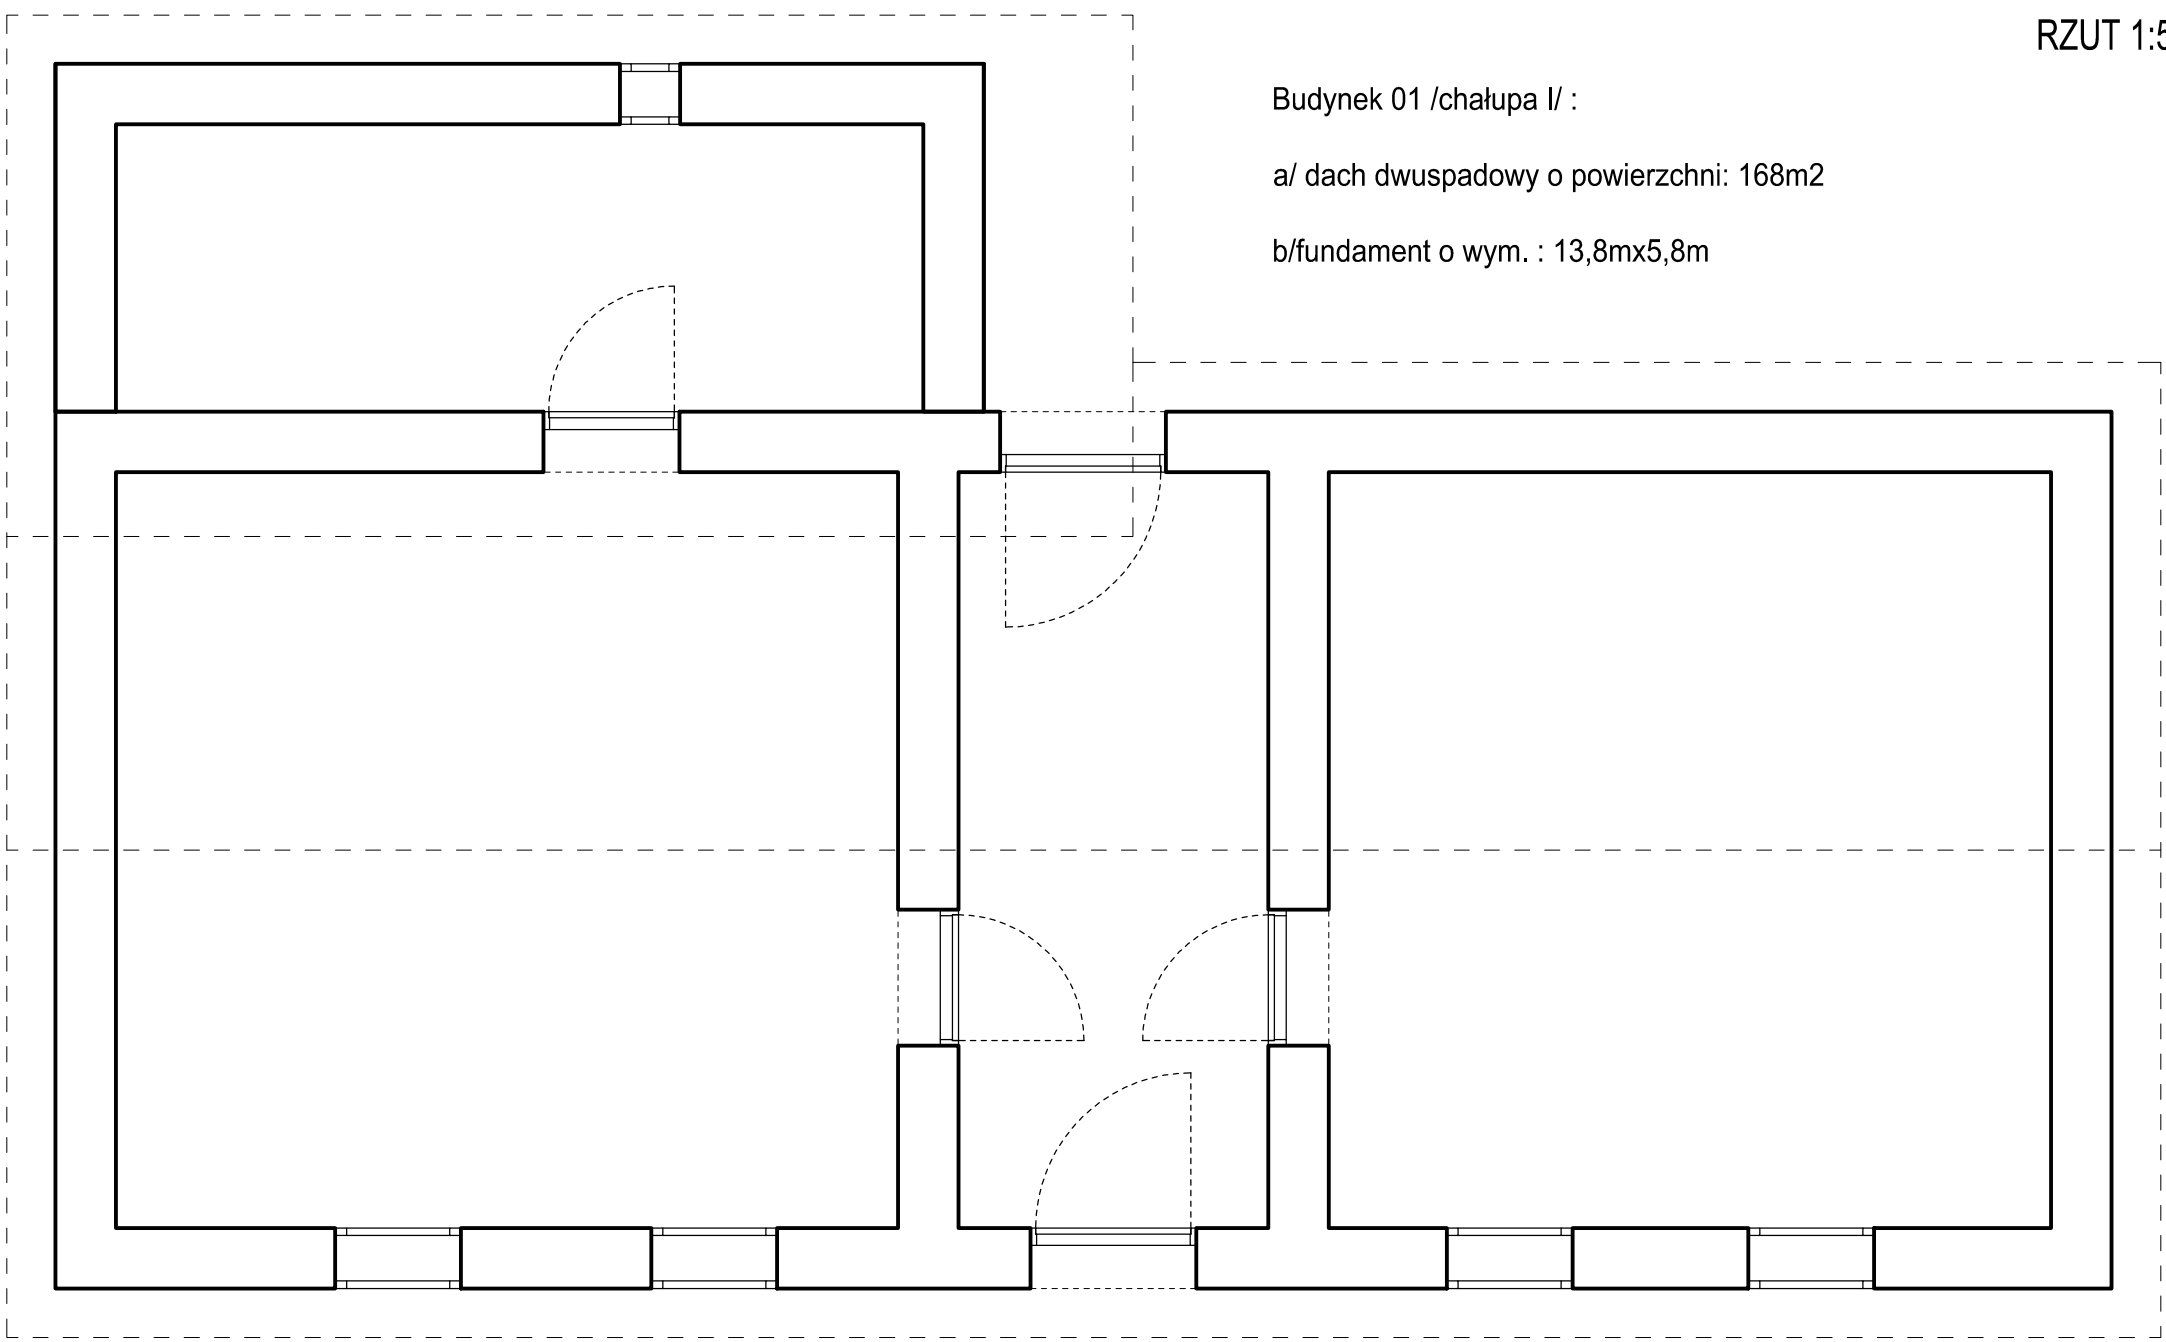 RZUT 1:5
Budynek 01 /chałupa I/ :
a/ dach dwuspadowy o powierzchni: 168m2
b/fundament o wym. : 13,8mx5,8m